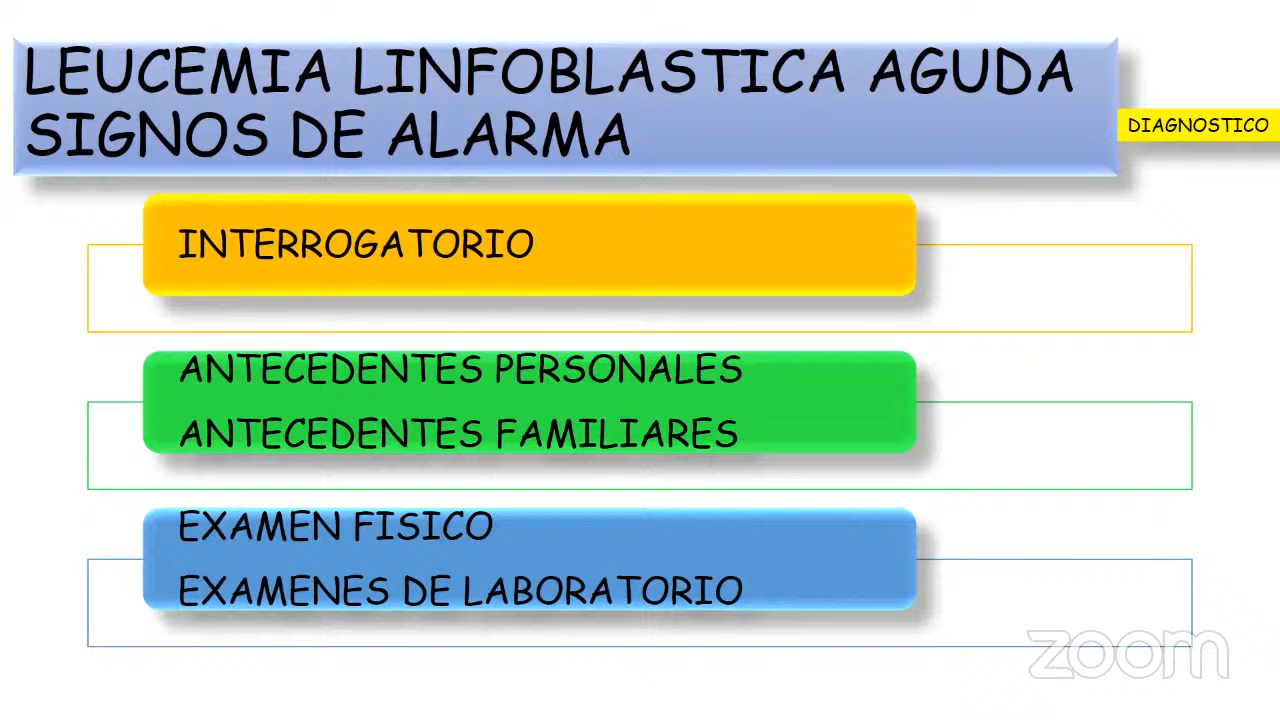 LEUCEMIA LINFOBLASTICA AGUDA
SIGNOS DE ALARMA
DIAGNOSTICO
INTERROGATORIO
ANTECEDENTES PERSONALES
ANTECEDENTES FAMILIARES
EXAMEN FISICO
EXAMENES DE LABORATORIO
zoom